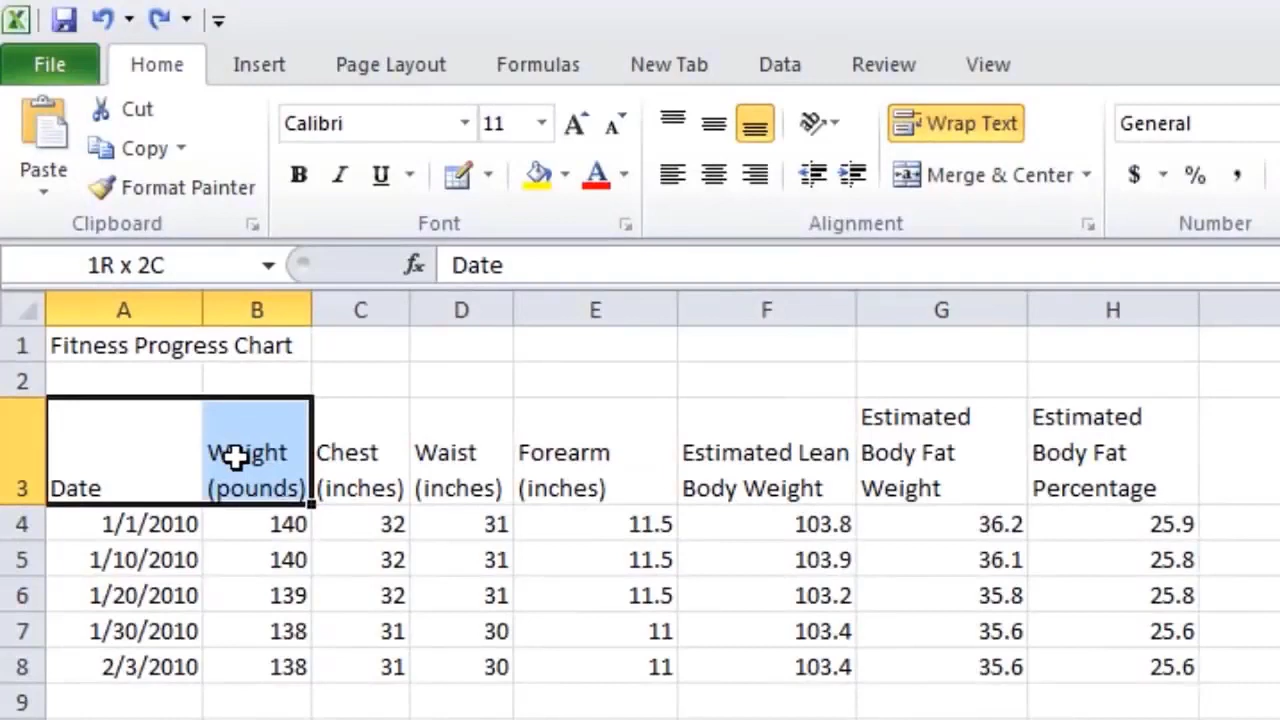 File Home Insert Page Layout Formulas New Tab Data Review View
Cut
Copy
Paste
Format Painter
Clipboard
Calibri 11 A A
B I U A
Font
Wrap Text
Merge & Center
Alignment
General
$ % ,
Number
1R x 2C fx Date
A B C D E F G H
1 Fitness Progress Chart
2
3 Date Weight (pounds) Chest (inches) Waist (inches) Forearm (inches) Estimated Lean Body Weight Estimated Body Fat Weight Estimated Body Fat Percentage
4 1/1/2010 140 32 31 11.5 103.8 36.2 25.9
5 1/10/2010 140 32 31 11.5 103.9 36.1 25.8
6 1/20/2010 139 32 31 11.5 103.2 35.8 25.8
7 1/30/2010 138 31 30 11 103.4 35.6 25.6
8 2/3/2010 138 31 30 11 103.4 35.6 25.6
9